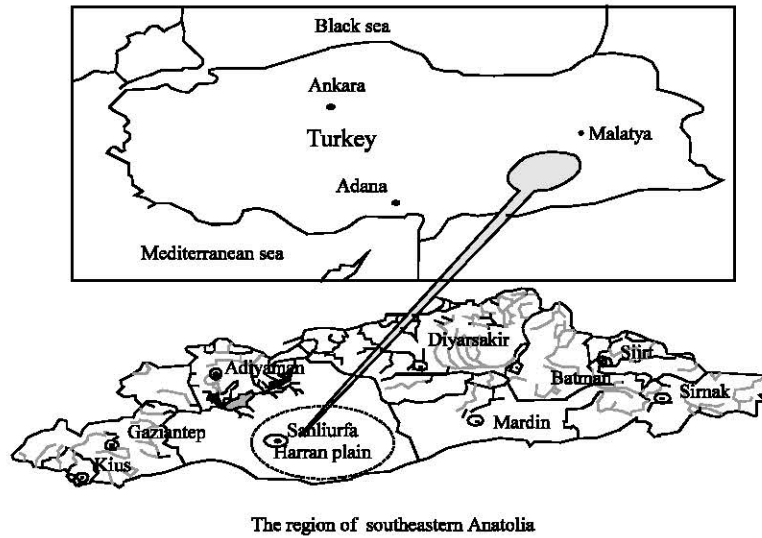 Black sea
Ankara
Turkey
Malatya
Adana
Mediterranean sea
Diyarsakir
Adiyaman
Siirt
Batman
Sirnak
Gaziantep
Sanliurfa
Mardin
Harran plain
Kius
The region of southeastern Anatolia